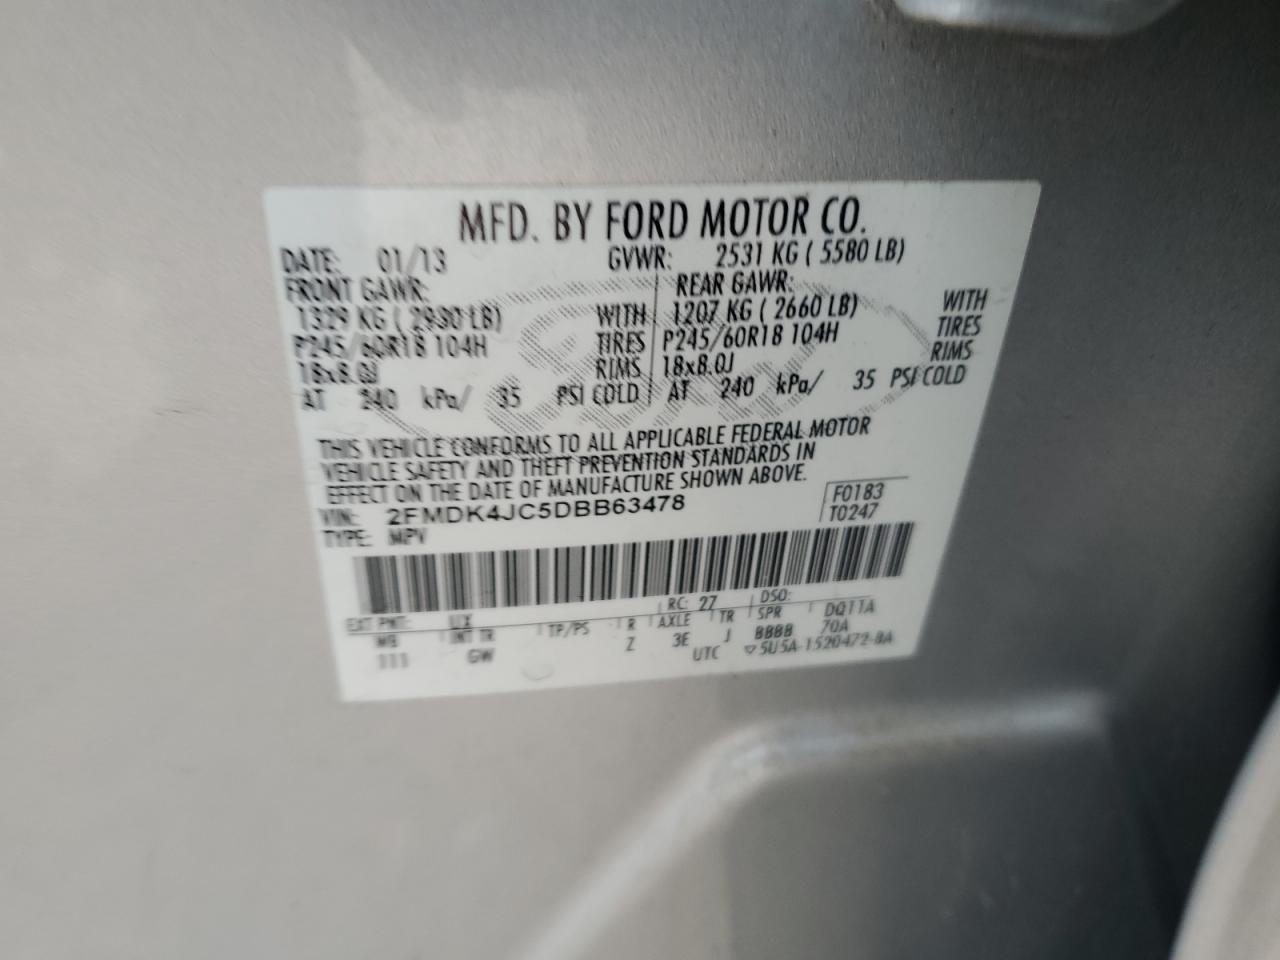 MFD. BY FORD MOTOR CO.
DATE: 01/13 GVWR: 2531 KG ( 5580 LB)
FRONT GAWR: REAR GAWR:
1329 KG ( 2930 LB) WITH 1207 KG ( 2660 LB) WITH
P245/60R18 104H TIRES P245/60R18 104H TIRES
18x8.0J RIMS 18x8.0J RIMS
AT 240 kPa/ 35 PSI COLD AT 240 kPa/ 35 PSI COLD
THIS VEHICLE CONFORMS TO ALL APPLICABLE FEDERAL MOTOR
VEHICLE SAFETY AND THEFT PREVENTION STANDARDS IN
EFFECT ON THE DATE OF MANUFACTURE SHOWN ABOVE.
VIN: 2FMDK4JC5DBB63478 F0183
TYPE: MPV T0247
EXT PNT: UX RC: 27 DSO:
WB INT TR TP/PS R AXLE TR SPR DQ11A
111 GW Z 3E J BBBB 70A
UTC ▽5U5A-1520472-BA